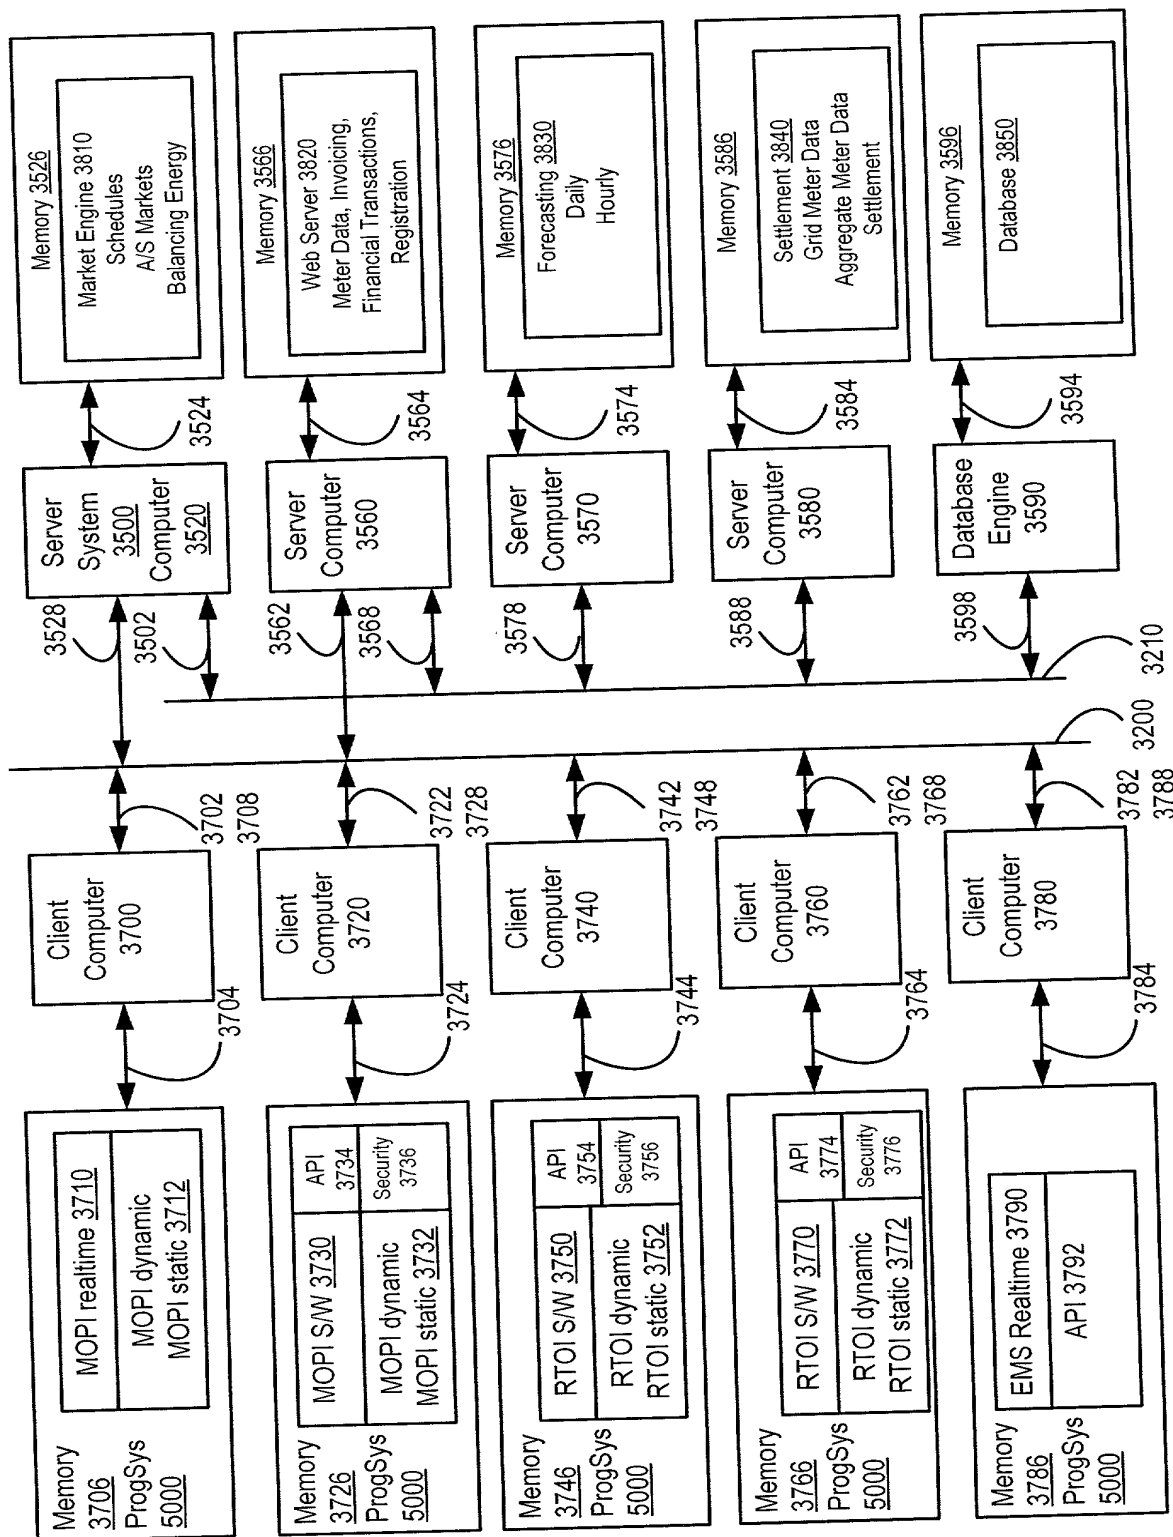 Memory 3526
Market Engine 3810
Schedules
A/S Markets
Balancing Energy
Memory 3566
Web Server 3820
Meter Data, Invoicing,
Financial Transactions,
Registration
Memory 3576
Forecasting 3830
Daily
Hourly
Memory 3586
Settlement 3840
Grid Meter Data
Aggregate Meter Data
Settlement
Memory 3596
Database 3850
3524
3564
3574
3584
3594
Server
System
3500
Computer
3520
Server
Computer
3560
Server
Computer
3570
Server
Computer
3580
Database
Engine
3590
3528
3502
3562
3568
3578
3588
3598
3210
3200
3702
3708
3722
3728
3742
3748
3762
3768
3782
3788
Client
Computer
3700
Client
Computer
3720
Client
Computer
3740
Client
Computer
3760
Client
Computer
3780
3704
3724
3744
3764
3784
MOPI realtime 3710
MOPI dynamic
MOPI static 3712
Memory
3706
ProgSys
5000
MOPI S/W 3730
API
3734
MOPI dynamic
MOPI static 3732
Security
3736
Memory
3726
ProgSys
5000
RTOI S/W 3750
API
3754
RTOI dynamic
RTOI static 3752
Security
3756
Memory
3746
ProgSys
5000
RTOI S/W 3770
API
3774
RTOI dynamic
RTOI static 3772
Security
3776
Memory
3766
ProgSys
5000
EMS Realtime 3790
API 3792
Memory
3786
ProgSys
5000